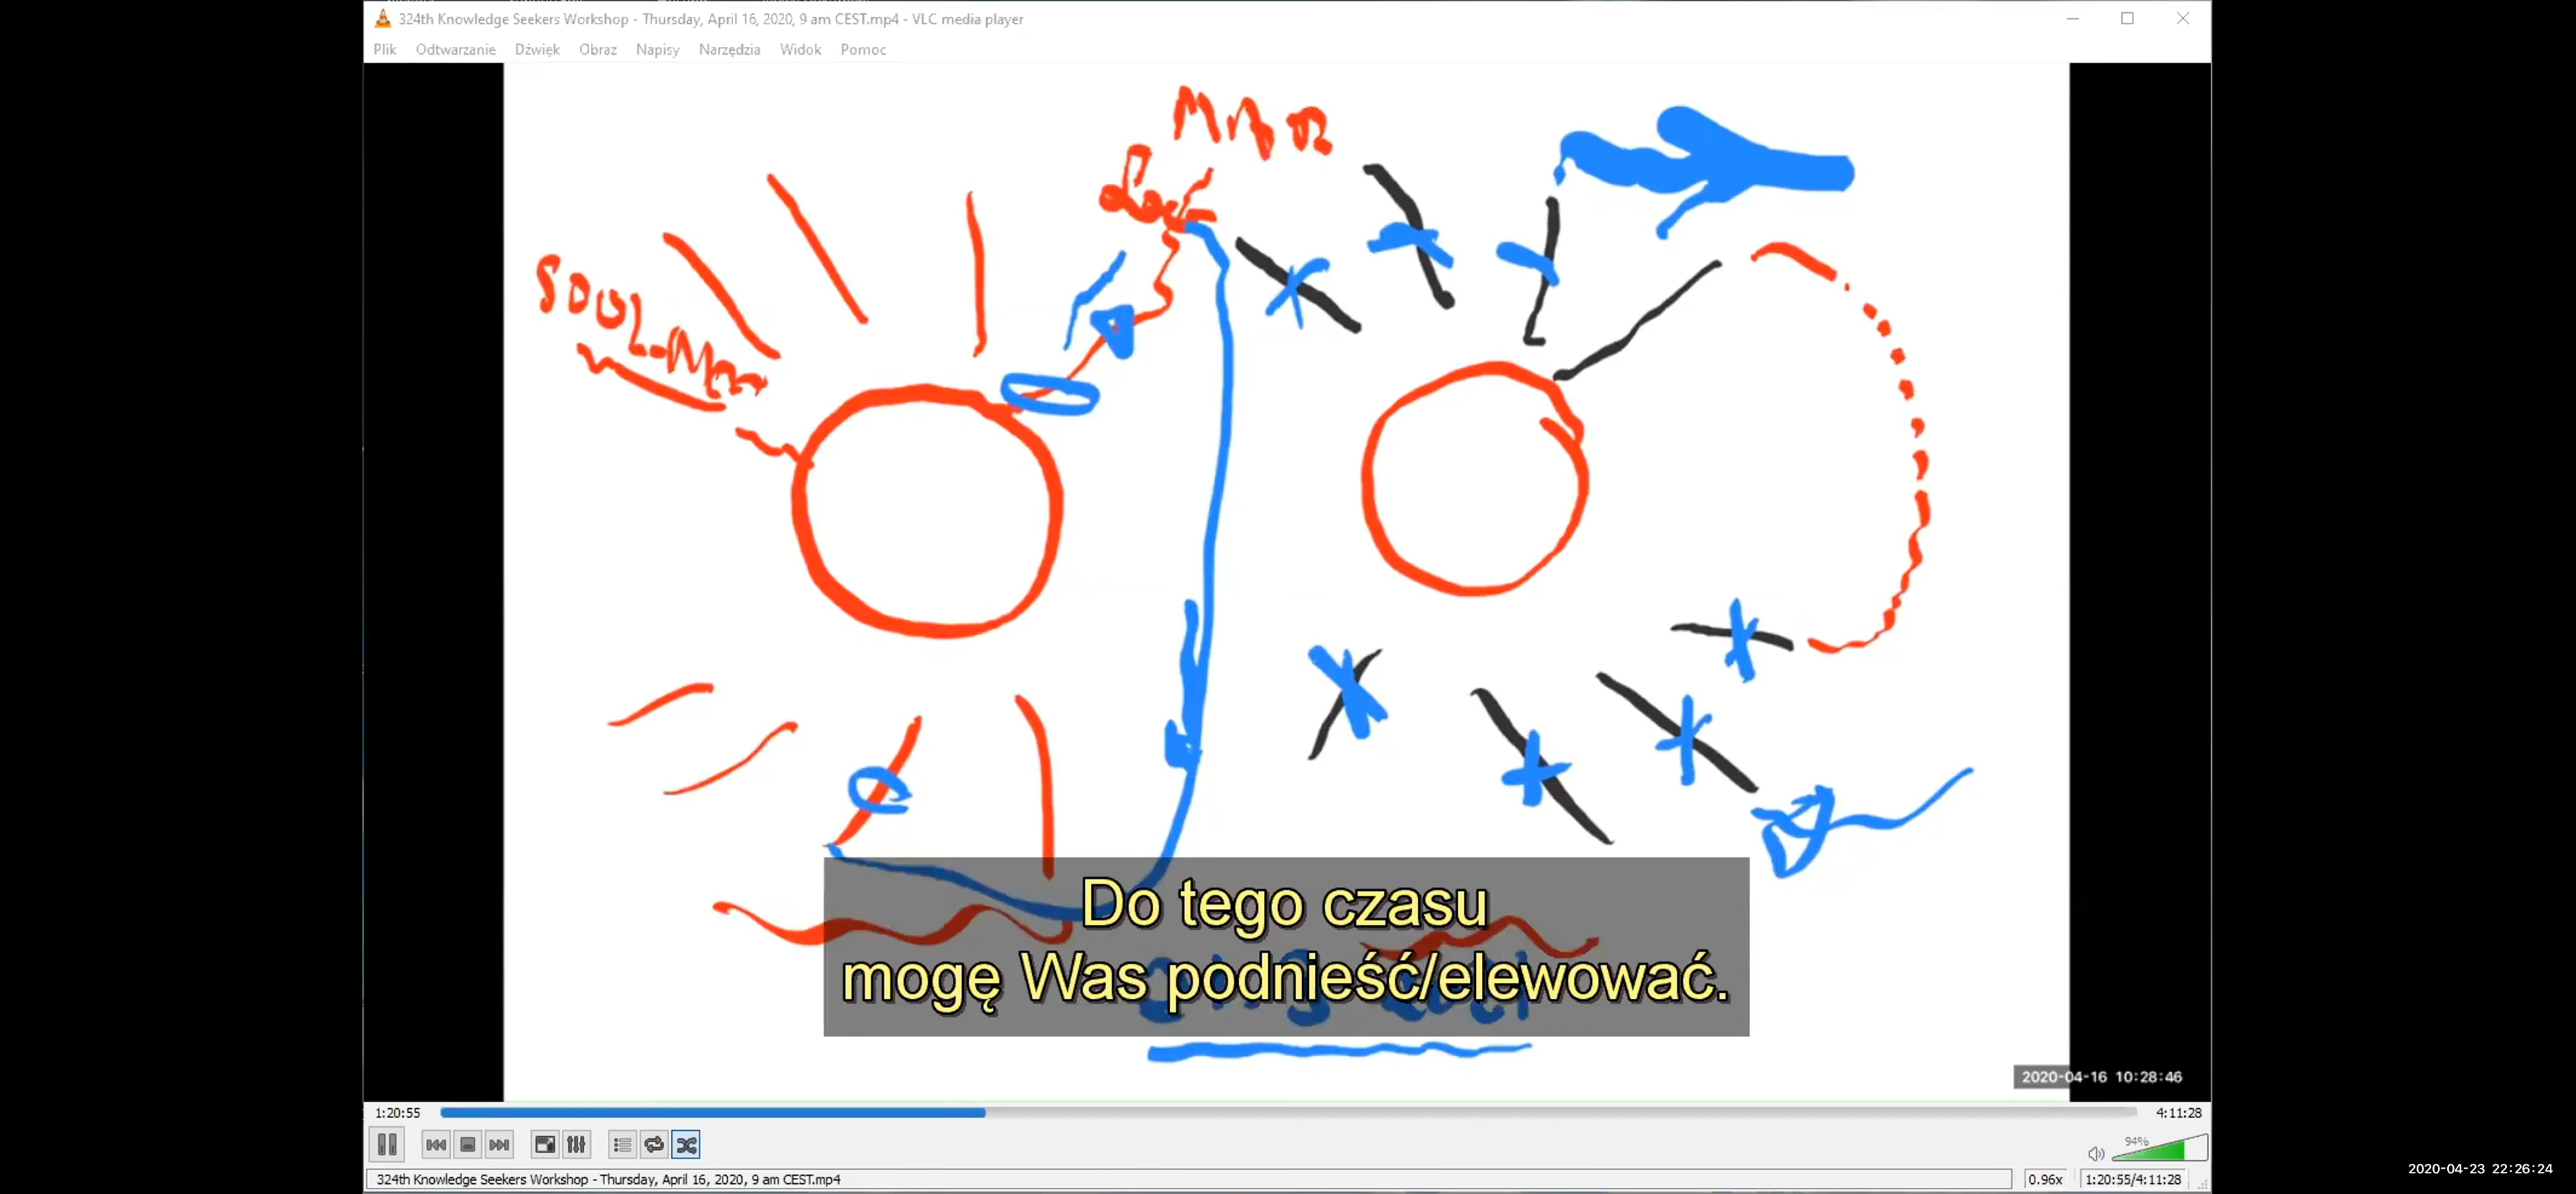 324th Knowledge Seekers Workshop - Thursday, April 16, 2020, 9 am CEST.mp4 - VLC media player
Plik Odtwarzanie Dźwięk Obraz Napisy Narzędzia Widok Pomoc
SOUL-
Do tego czasu
mogę Was podnieść/elewować.
2020-04-16 10:28:46
1:20:55 4:11:28
94%
324th Knowledge Seekers Workshop - Thursday, April 16, 2020, 9 am CEST.mp4 0.96x 1:20:55/4:11:28
2020-04-23 22:26:24